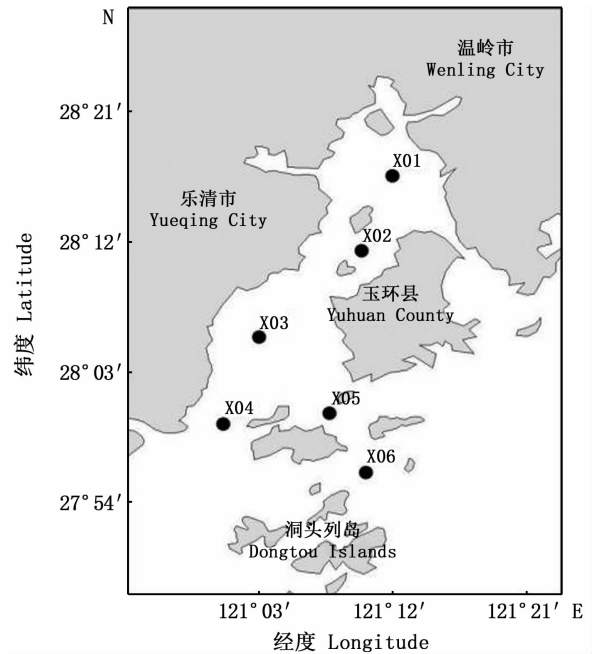 N
温岭市
Wenling City
28°21′
X01
乐清市
Yueqing City
X02
28°12′
玉环县
Yuhuan County
X03
28°03′
X05
X04
X06
27°54′
洞头列岛
Dongtou Islands
121°03′ 121°12′ 121°21′ E
经度 Longitude
纬度 Latitude